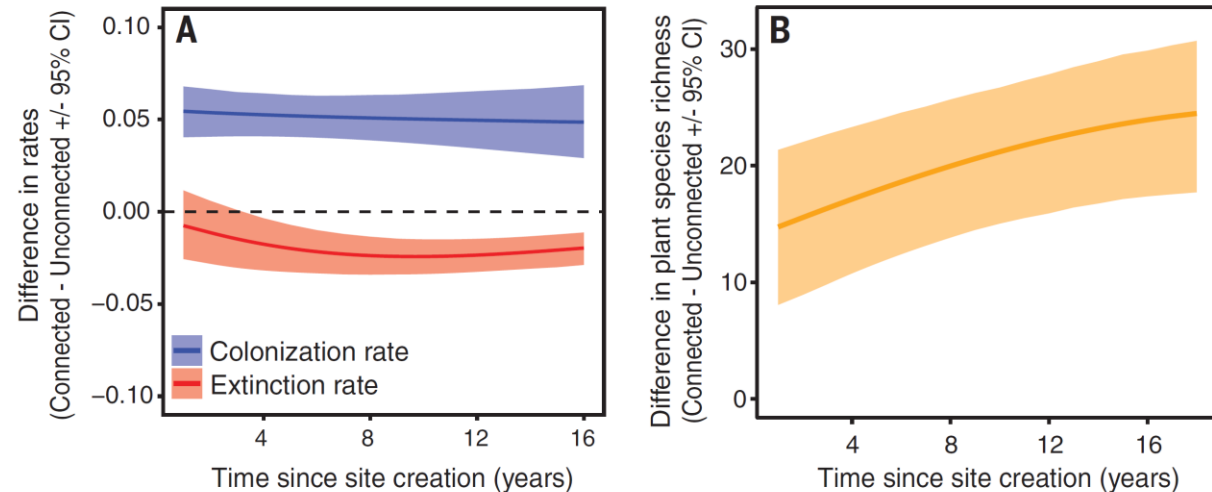 A
Difference in rates
(Connected - Unconnected +/- 95% CI)
0.10
0.05
0.00
−0.05
−0.10
Colonization rate
Extinction rate
4 8 12 16
Time since site creation (years)
B
Difference in plant species richness
(Connected - Unconnected +/- 95% CI)
30
20
10
0
4 8 12 16
Time since site creation (years)